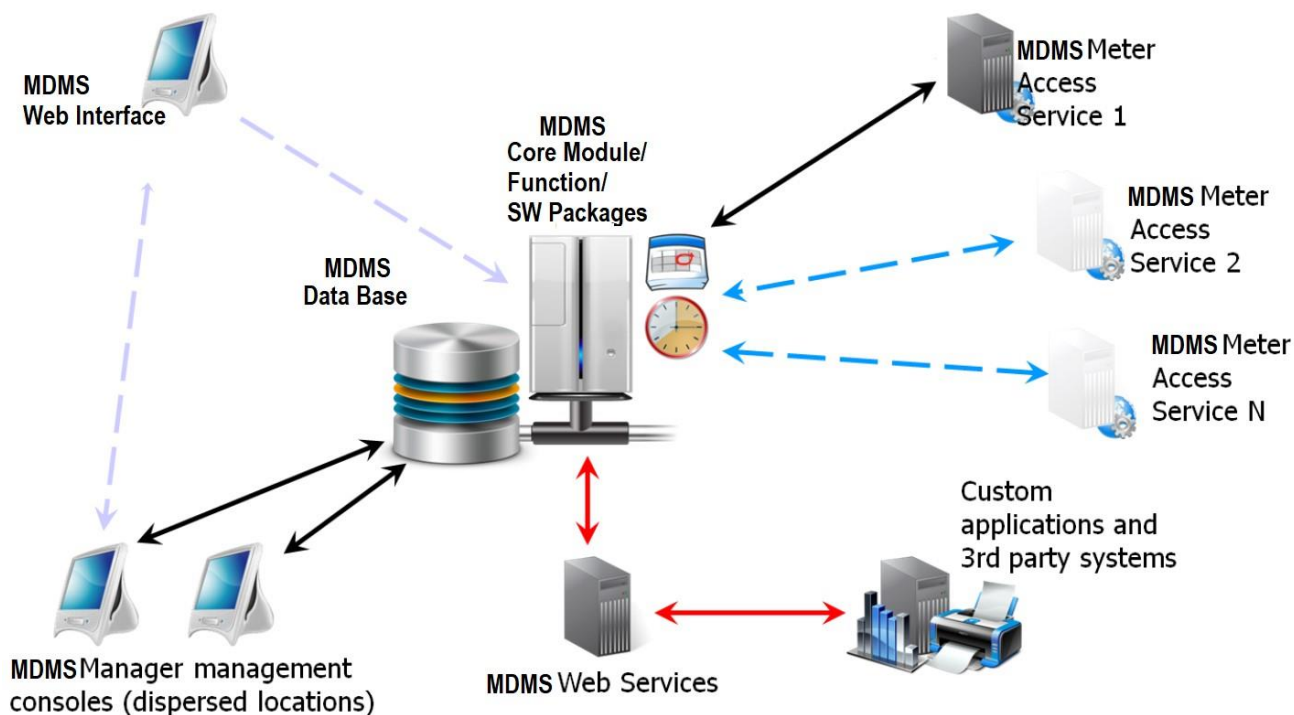 MDMS
Web Interface
MDMS
Core Module/
Function/
SW Packages
MDMS
Data Base
MDMS Meter
Access
Service 1
MDMS Meter
Access
Service 2
MDMS Meter
Access
Service N
Custom
applications and
3rd party systems
MDMS Manager management
consoles (dispersed locations)
MDMS Web Services